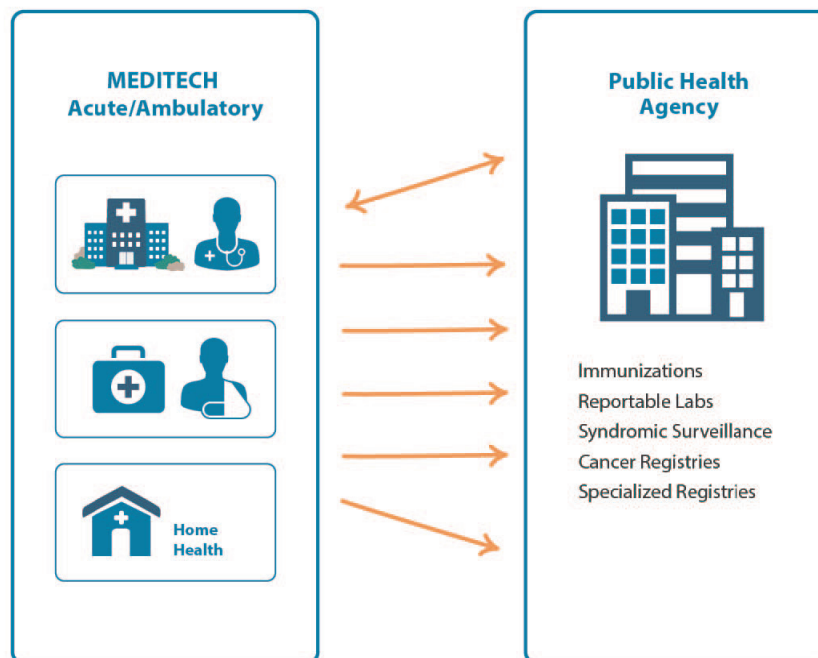 MEDITECH
Acute/Ambulatory
Home
Health
Public Health
Agency
Immunizations
Reportable Labs
Syndromic Surveillance
Cancer Registries
Specialized Registries